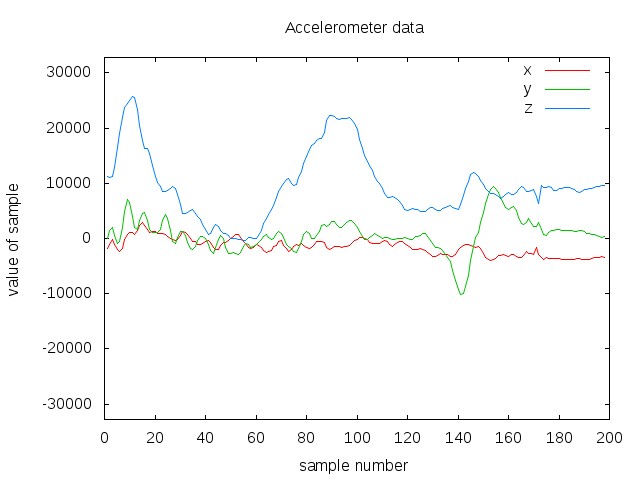 Accelerometer data
x
y
z
value of sample
30000
20000
10000
0
-10000
-20000
-30000
0 20 40 60 80 100 120 140 160 180 200
sample number